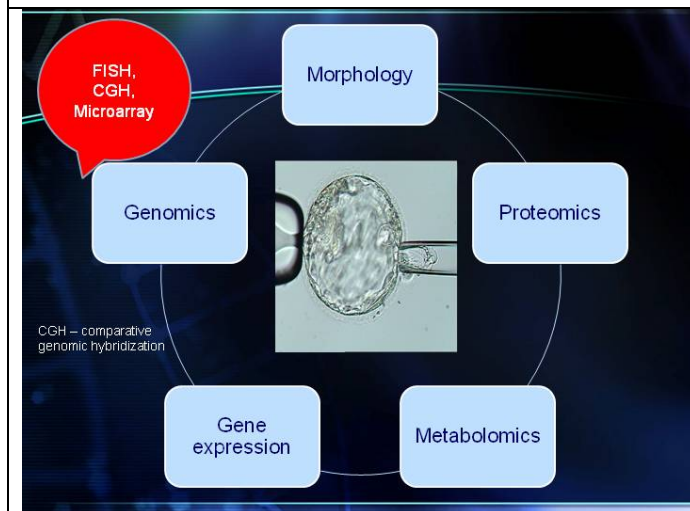 FISH,
CGH,
Microarray
Morphology
Genomics
Proteomics
CGH – comparative
genomic hybridization
Gene
expression
Metabolomics